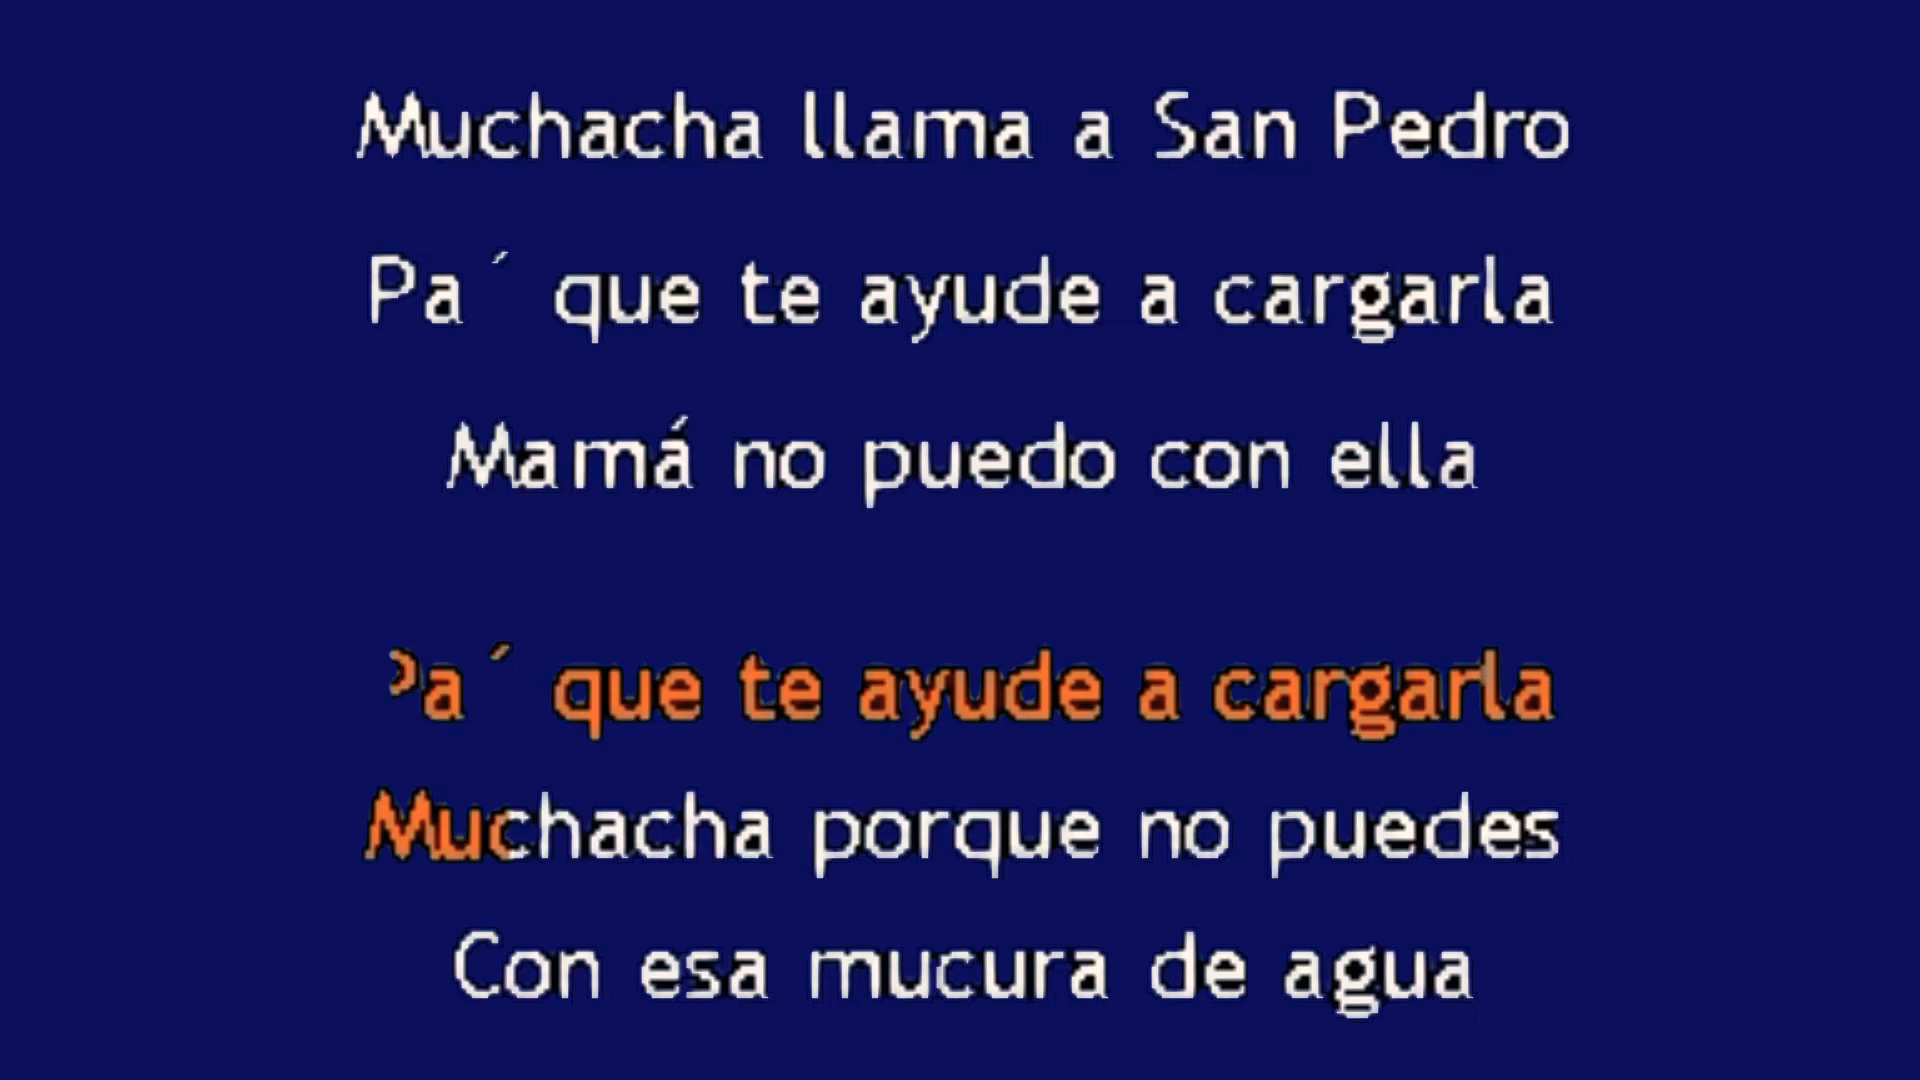 Muchacha llama a San Pedro
Pa´ que te ayude a cargarla
Mamá no puedo con ella
Pa´ que te ayude a cargarla
Muchacha porque no puedes
Con esa mucura de agua